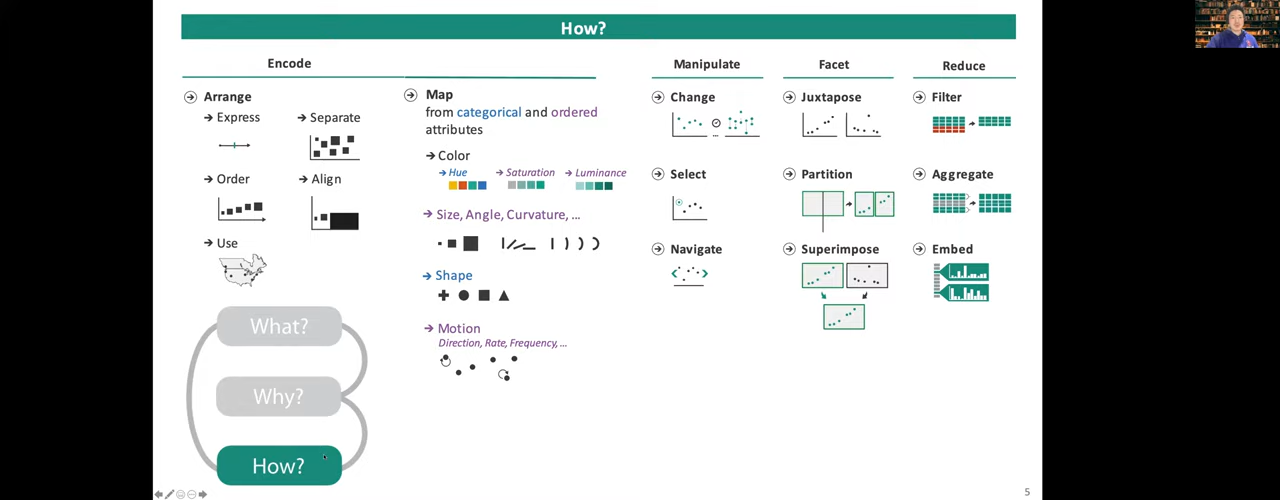 How?
Encode
Arrange
Express
Separate
Order
Align
Use
What?
Why?
How?
Map
from categorical and ordered
attributes
Color
Hue
Saturation
Luminance
Size, Angle, Curvature, ...
Shape
Motion
Direction, Rate, Frequency, ...
Manipulate
Change
...
Select
Navigate
Facet
Juxtapose
Partition
Superimpose
Reduce
Filter
Aggregate
Embed
5